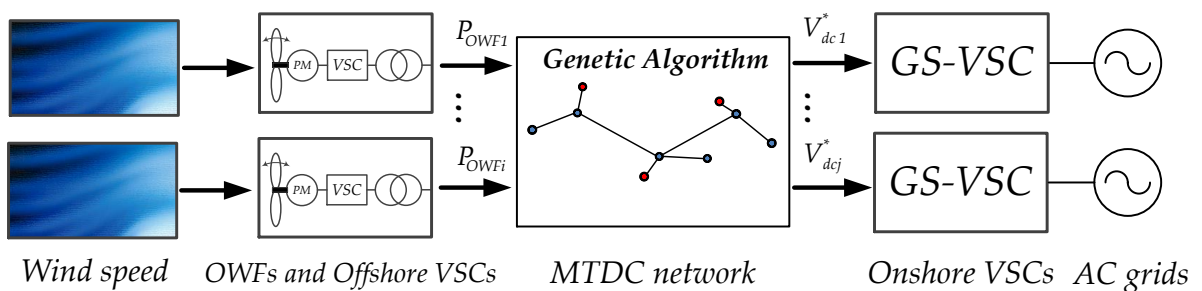 P_OWF1
V*_dc 1
PM
VSC
Genetic Algorithm
GS-VSC
P_OWFi
V*_dcj
PM
VSC
GS-VSC
Wind speed
OWFs and Offshore VSCs
MTDC network
Onshore VSCs
AC grids